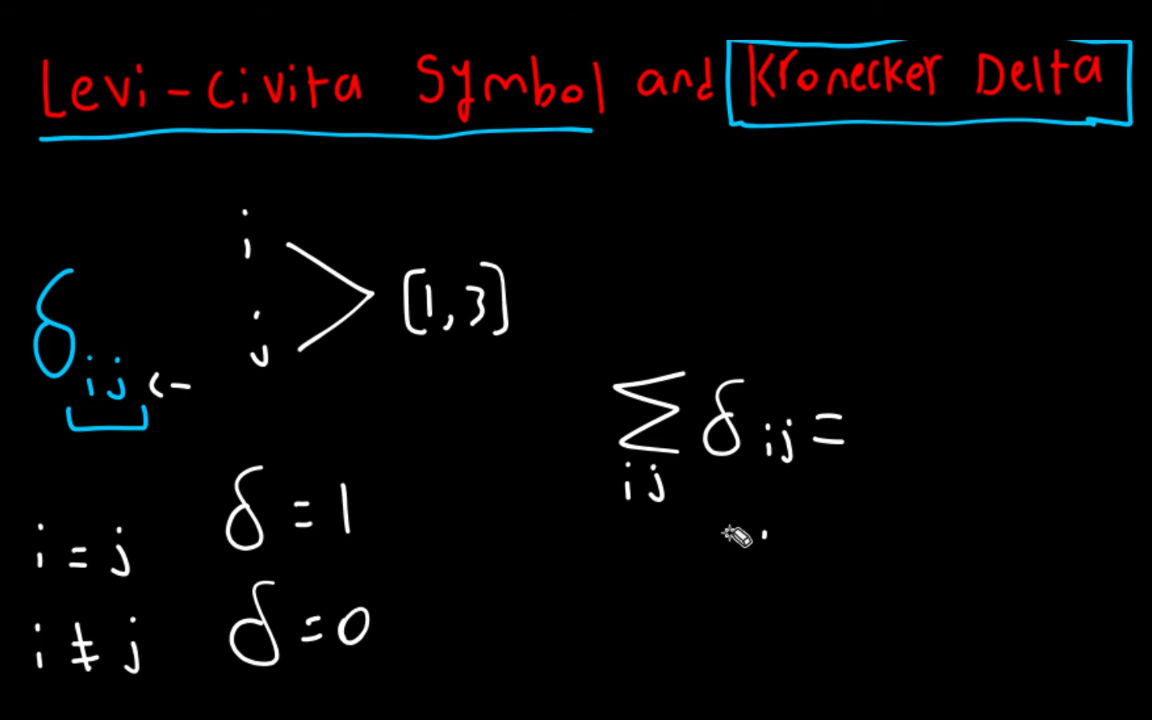 Levi-Civita Symbol and Kronecker Delta
i
j
[1,3]
δij <-
∑ij δij =
i = j δ = 1
i ≠ j δ = 0